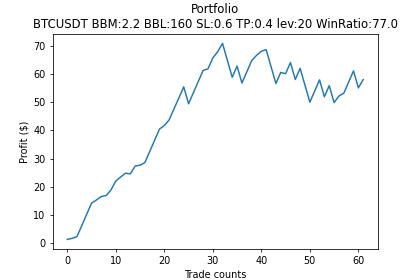 Portfolio
BTCUSDT BBM:2.2 BBL:160 SL:0.6 TP:0.4 lev:20 WinRatio:77.0
70
60
50
40
30
20
10
0
Profit ($)
0 10 20 30 40 50 60
Trade counts